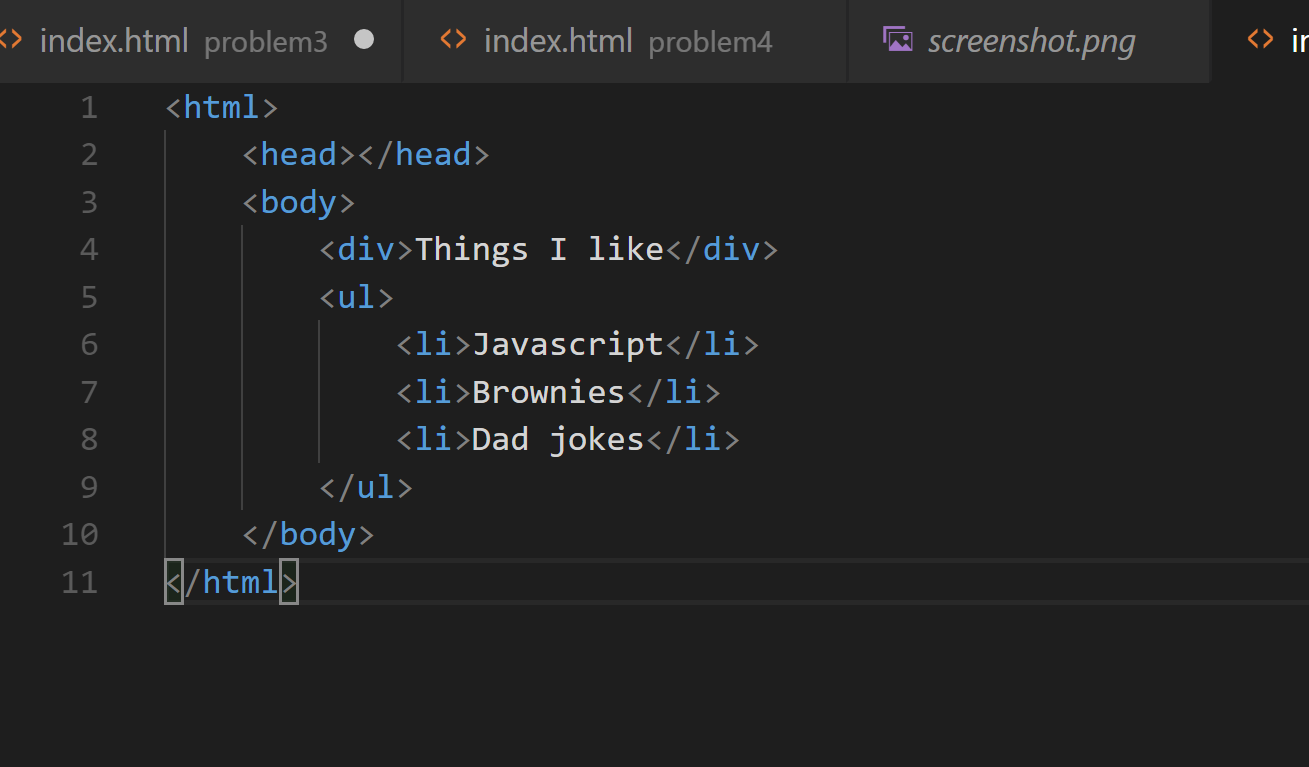 index.html problem3 index.html problem4 screenshot.png
1 <html>
2     <head></head>
3     <body>
4         <div>Things I like</div>
5         <ul>
6             <li>Javascript</li>
7             <li>Brownies</li>
8             <li>Dad jokes</li>
9         </ul>
10     </body>
11 </html>